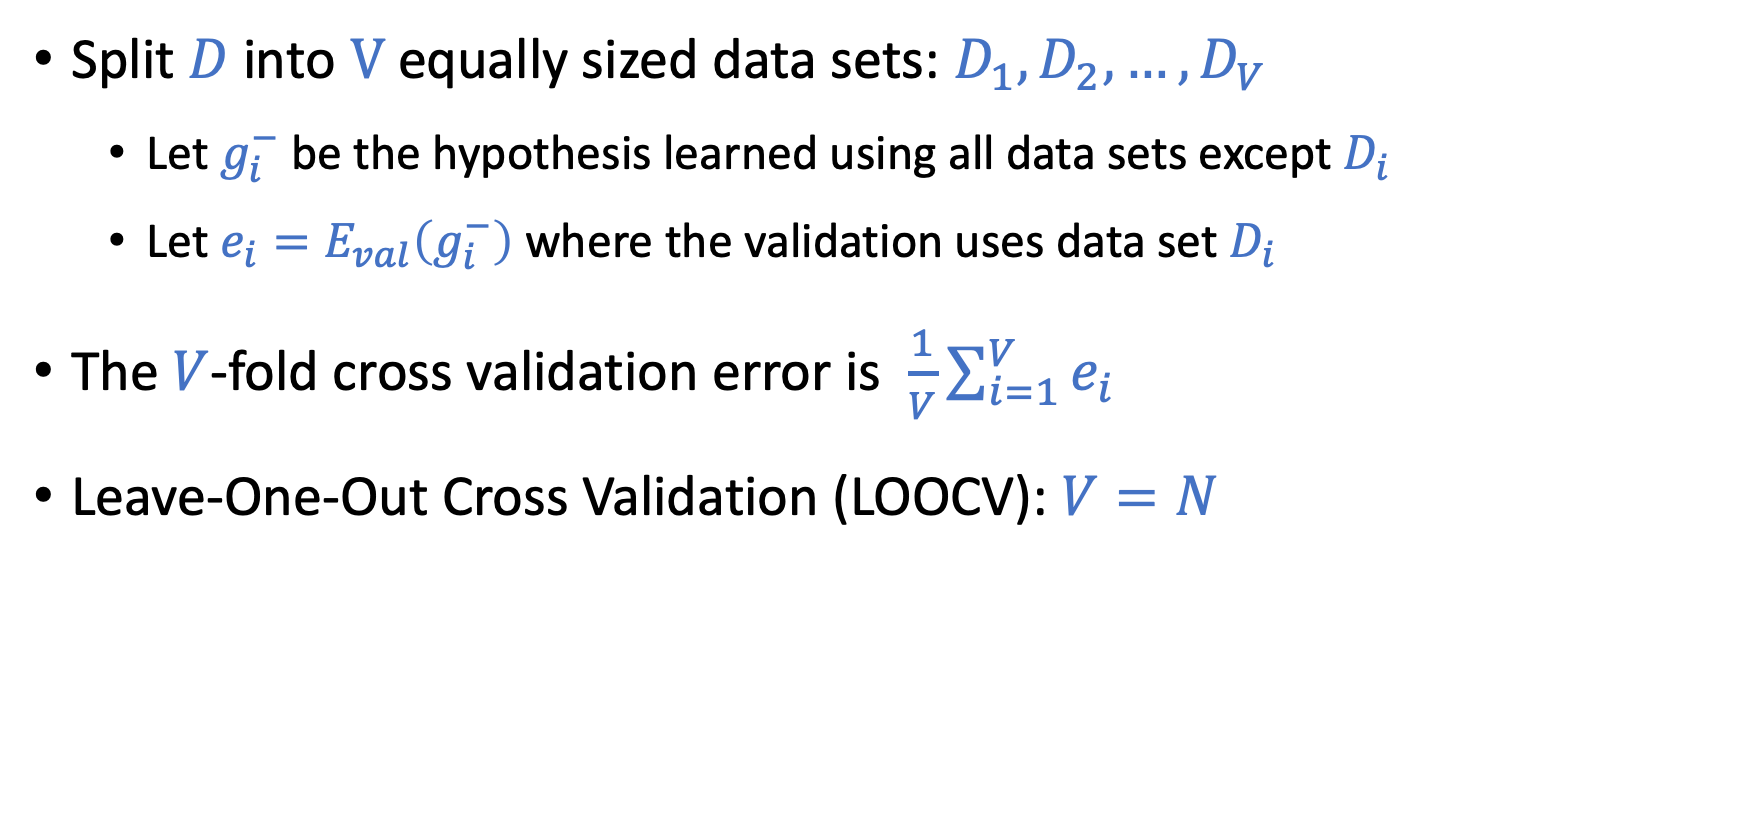 • Split D into V equally sized data sets: D₁, D₂, … , D_V
• Let g_i^− be the hypothesis learned using all data sets except D_i
• Let e_i = E_val(g_i^−) where the validation uses data set D_i
• The V-fold cross validation error is 1/V ∑_{i=1}^V e_i
• Leave-One-Out Cross Validation (LOOCV): V = N